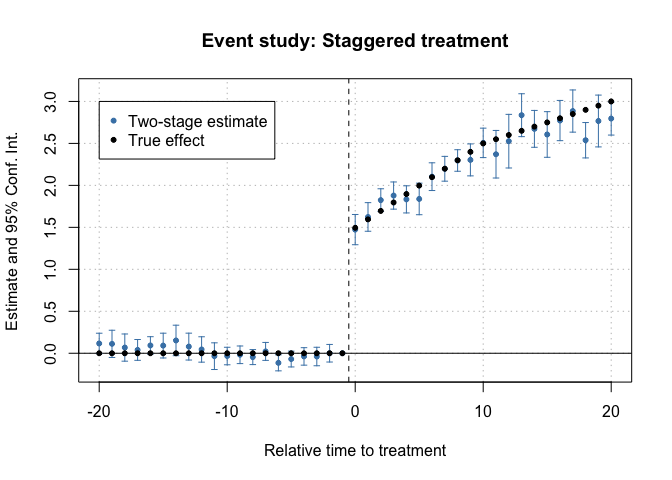 Event study: Staggered treatment
Estimate and 95% Conf. Int.
3.0
2.5
2.0
1.5
1.0
0.5
0.0
Two-stage estimate
True effect
-20
-10
0
10
20
Relative time to treatment